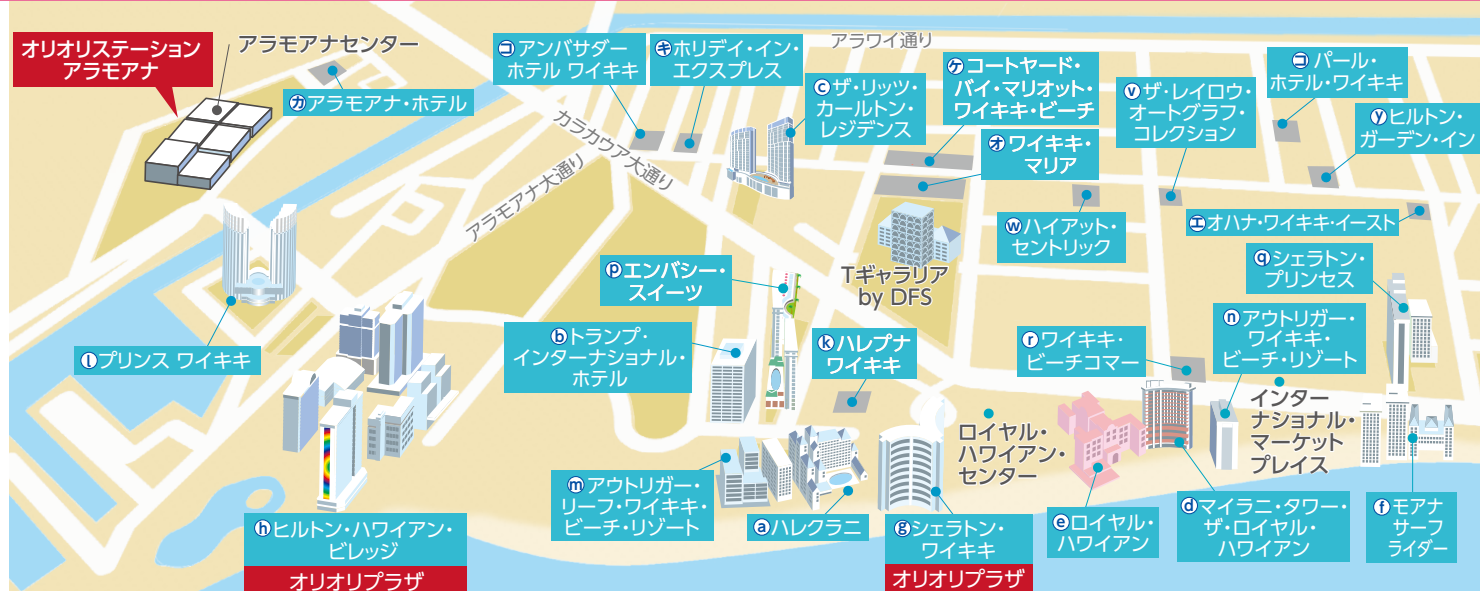 オリオリステーション
アラモアナ
アラモアナセンター
㋕アラモアナ・ホテル
㋙アンバサダー
ホテル ワイキキ
㋖ホリデイ・イン・
エクスプレス
アラワイ通り
ⓒザ・リッツ・
カールトン・
レジデンス
㋘コートヤード・
バイ・マリオット・
ワイキキ・ビーチ
㋔ワイキキ・
マリア
ⓥザ・レイロウ・
オートグラフ・
コレクション
㋙パール・
ホテル・ワイキキ
ⓨヒルトン・
ガーデン・イン
カラカウア大通り
アラモアナ大通り
ⓦハイアット・
セントリック
㋓オハナ・ワイキキ・イースト
ⓠシェラトン・
プリンセス
Tギャラリア
by DFS
ⓟエンバシー・
スイーツ
ⓑトランプ・
インターナショナル・
ホテル
ⓚハレプナ
ワイキキ
ⓡワイキキ・
ビーチコマー
ⓝアウトリガー・
ワイキキ・
ビーチ・リゾート
ⓛプリンス ワイキキ
インター
ナショナル・
マーケット
プレイス
ロイヤル・
ハワイアン・
センター
ⓜアウトリガー・
リーフ・ワイキキ・
ビーチ・リゾート
ⓐハレクラニ
ⓗヒルトン・ハワイアン・
ビレッジ
オリオリプラザ
ⓖシェラトン・
ワイキキ
オリオリプラザ
ⓔロイヤル・
ハワイアン
ⓓマイラニ・タワー・
ザ・ロイヤル・
ハワイアン
ⓕモアナ
サーフ
ライダー